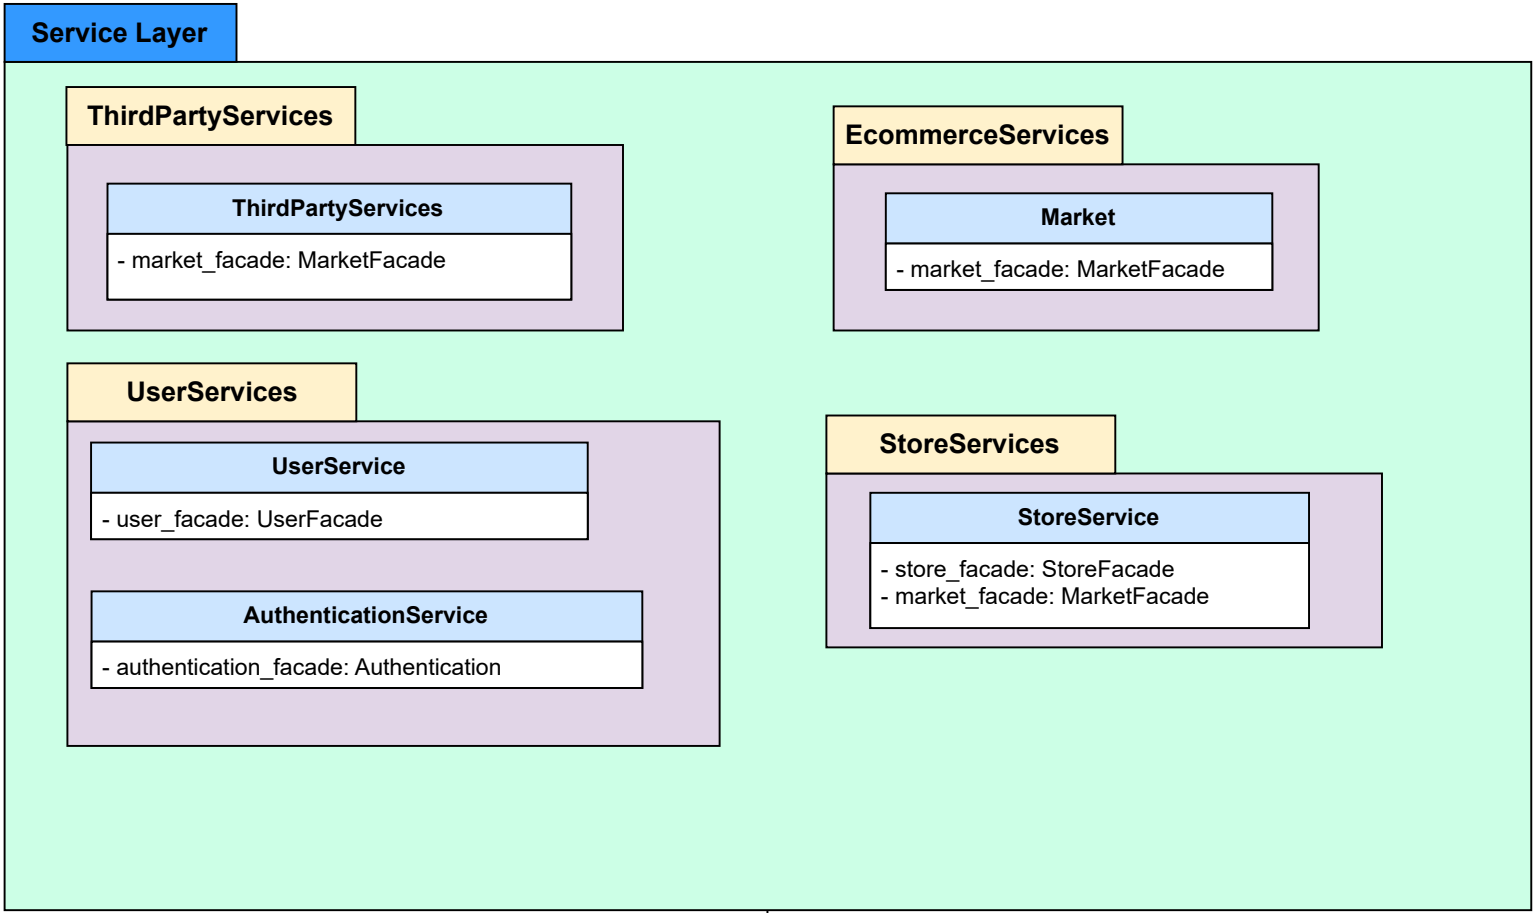 Service Layer
ThirdPartyServices
ThirdPartyServices
- market_facade: MarketFacade
EcommerceServices
Market
- market_facade: MarketFacade
UserServices
UserService
- user_facade: UserFacade
AuthenticationService
- authentication_facade: Authentication
StoreServices
StoreService
- store_facade: StoreFacade
- market_facade: MarketFacade